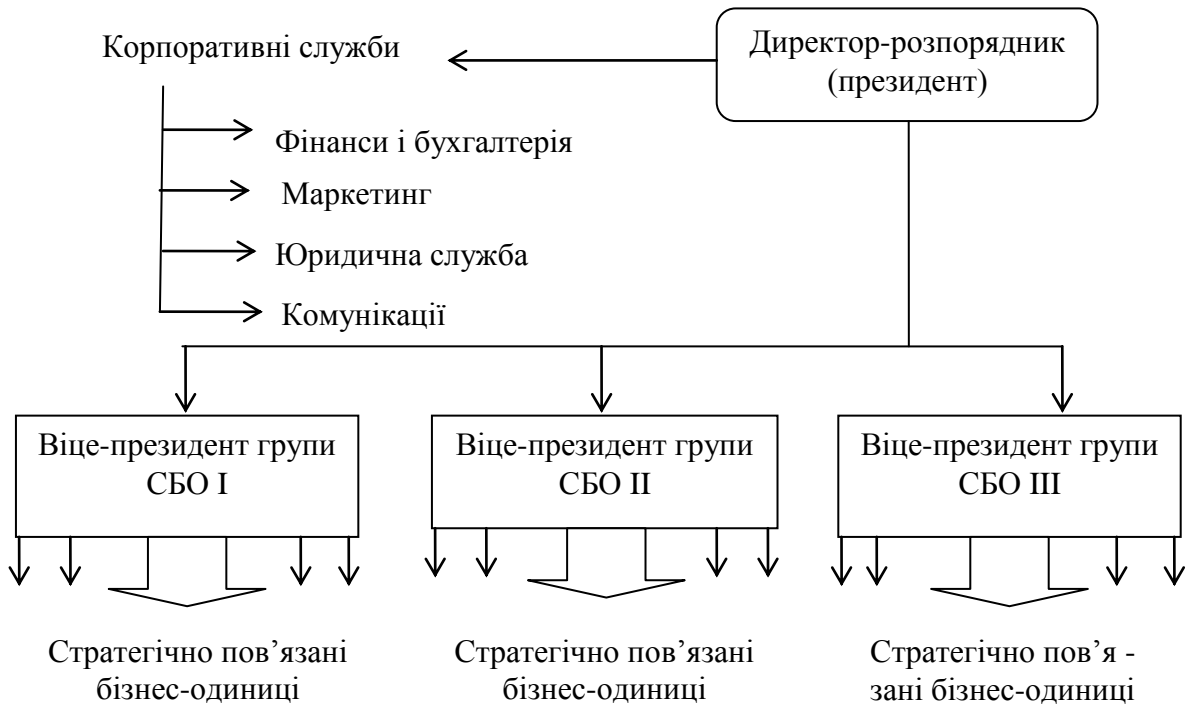 Корпоративні служби
Директор-розпорядник
(президент)
Фінанси і бухгалтерія
Маркетинг
Юридична служба
Комунікації
Віце-президент групи
СБО І
Віце-президент групи
СБО ІІ
Віце-президент групи
СБО ІІІ
Стратегічно пов’язані
бізнес-одиниці
Стратегічно пов’язані
бізнес-одиниці
Стратегічно пов’я -
зані бізнес-одиниці